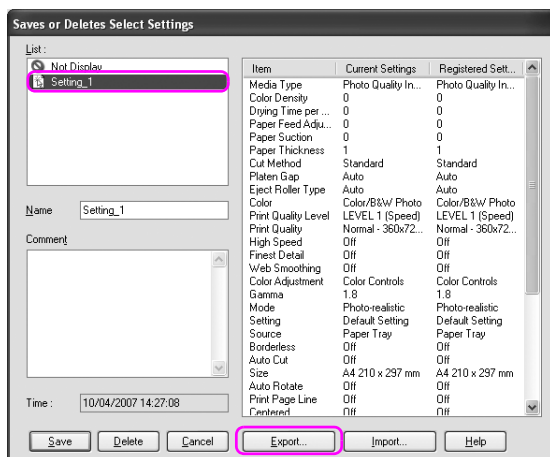 Saves or Deletes Select Settings
List :
Not Display
Setting_1
Name Setting_1
Comment
Time : 10/04/2007 14:27:08
Item Current Settings Registered Sett...
Media Type Photo Quality In... Photo Quality In...
Color Density 0 0
Drying Time per ... 0 0
Paper Feed Adju... 0 0
Paper Suction 0 0
Paper Thickness 1 1
Cut Method Standard Standard
Platen Gap Auto Auto
Eject Roller Type Auto Auto
Color Color/B&W Photo Color/B&W Photo
Print Quality Level LEVEL 1 (Speed) LEVEL 1 (Speed)
Print Quality Normal - 360x72... Normal - 360x72...
High Speed Off Off
Finest Detail Off Off
Web Smoothing Off Off
Color Adjustment Color Controls Color Controls
Gamma 1.8 1.8
Mode Photo-realistic Photo-realistic
Setting Default Setting Default Setting
Source Paper Tray Paper Tray
Borderless Off Off
Auto Cut Off Off
Size A4 210 x 297 mm A4 210 x 297 mm
Auto Rotate Off Off
Print Page Line Off Off
Centered Off Off
Save Delete Cancel Export... Import... Help